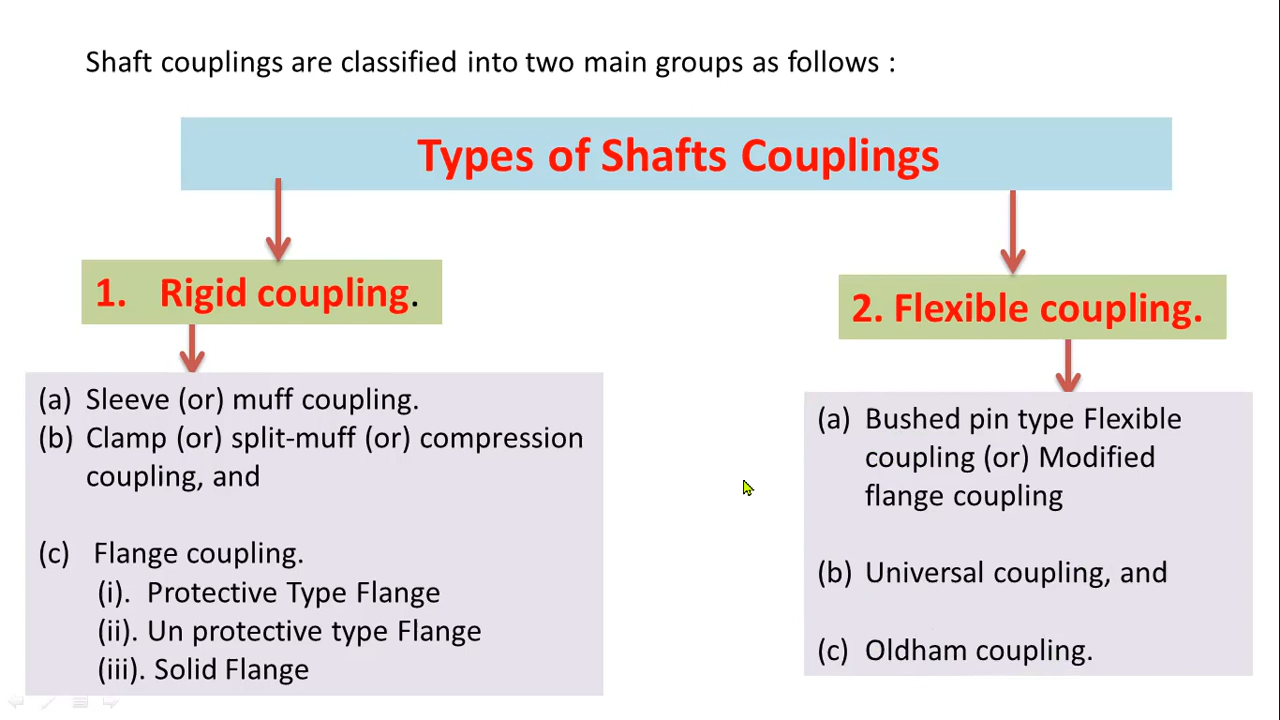 Shaft couplings are classified into two main groups as follows :
Types of Shafts Couplings
1. Rigid coupling.
(a) Sleeve (or) muff coupling.
(b) Clamp (or) split-muff (or) compression
coupling, and
(c) Flange coupling.
(i). Protective Type Flange
(ii). Un protective type Flange
(iii). Solid Flange
2. Flexible coupling.
(a) Bushed pin type Flexible
coupling (or) Modified
flange coupling
(b) Universal coupling, and
(c) Oldham coupling.